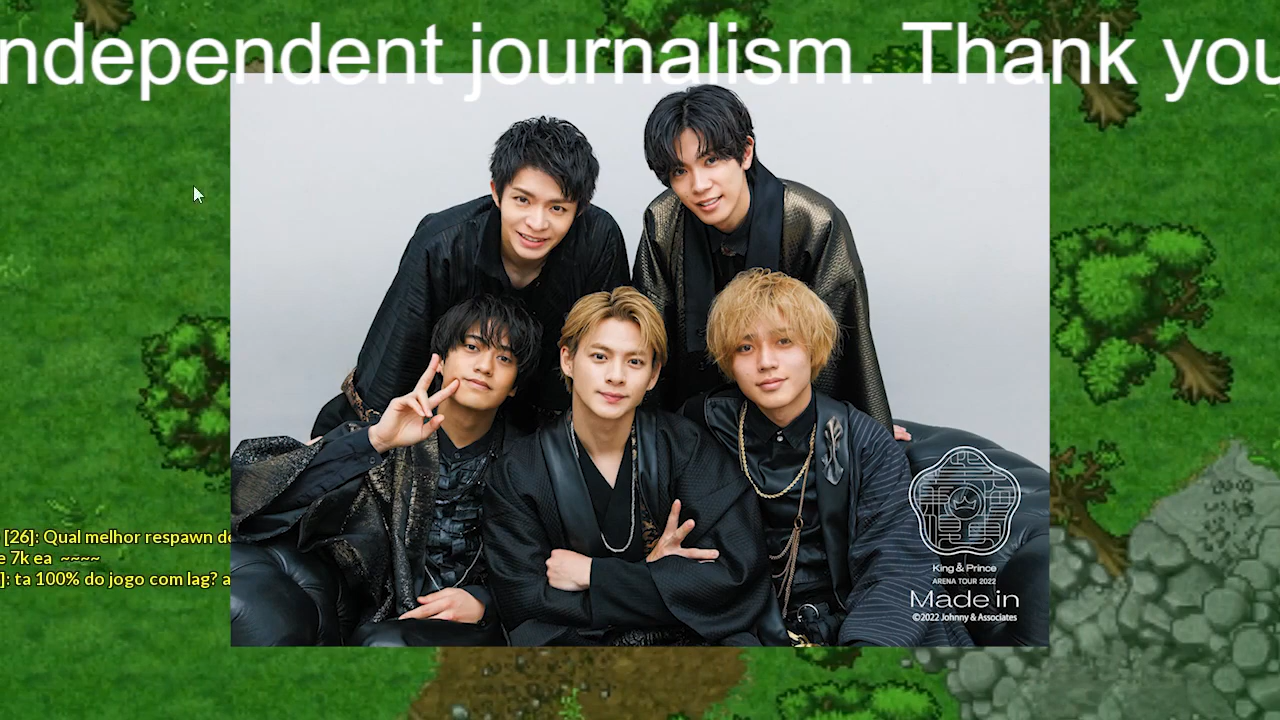 ndependent journalism. Thank you
[26]: Qual melhor respawn de
e 7k ea ~~~~
]: ta 100% do jogo com lag? a
King & Prince
ARENA TOUR 2022
Made in
©2022 Johnny & Associates